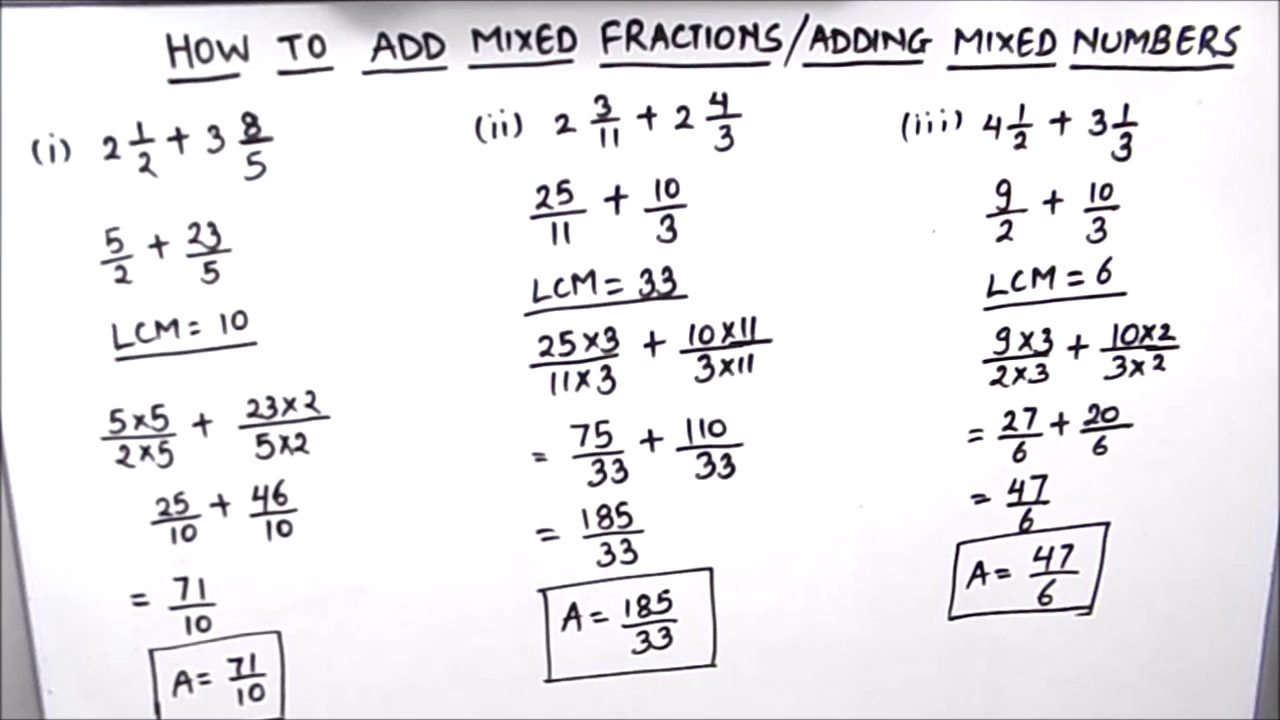 HOW TO ADD MIXED FRACTIONS/ADDING MIXED NUMBERS
(i) 2 1/2 + 3 8/5
5/2 + 23/5
LCM = 10
5×5/2×5 + 23×2/5×2
25/10 + 46/10
= 71/10
A = 71/10
(ii) 2 3/11 + 2 4/3
25/11 + 10/3
LCM = 33
25×3/11×3 + 10×11/3×11
= 75/33 + 110/33
= 185/33
A = 185/33
(iii) 4 1/2 + 3 1/3
9/2 + 10/3
LCM = 6
9×3/2×3 + 10×2/3×2
= 27/6 + 20/6
= 47/6
A = 47/6